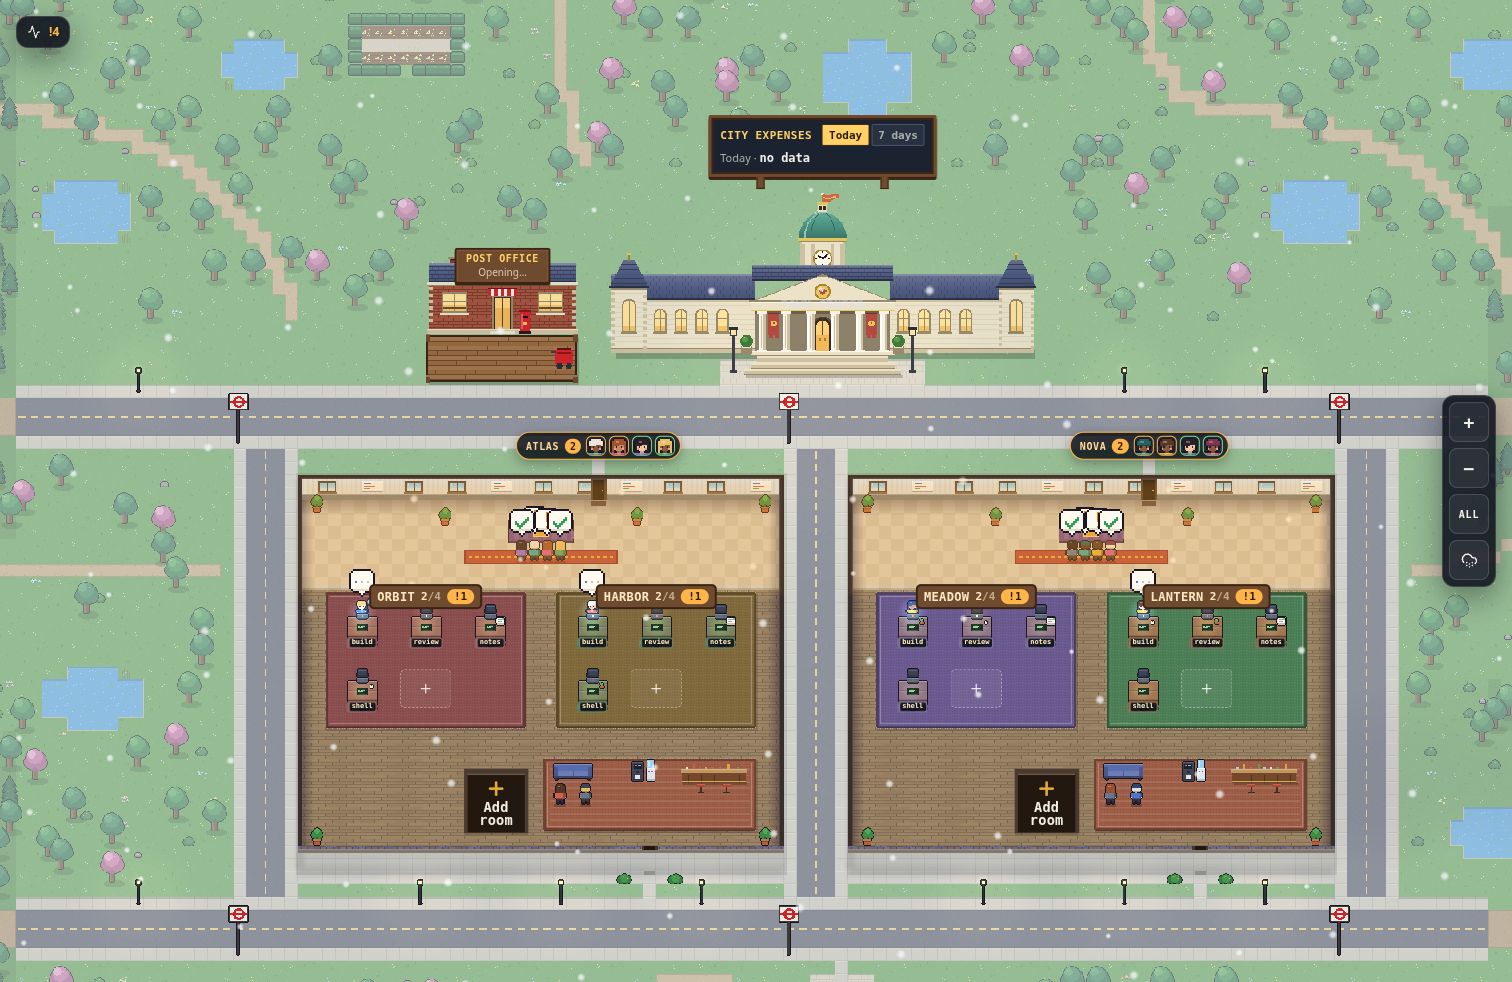 !4
CITY EXPENSES Today 7 days
Today · no data
POST OFFICE
Opening...
ATLAS 2
NOVA 2
+
−
ALL
ORBIT 2/4 !1
HARBOR 2/4 !1
MEADOW 2/4 !1
LANTERN 2/4 !1
build review notes
build review notes
build review notes
build review notes
shell +
shell +
shell +
shell +
+
Add
room
+
Add
room